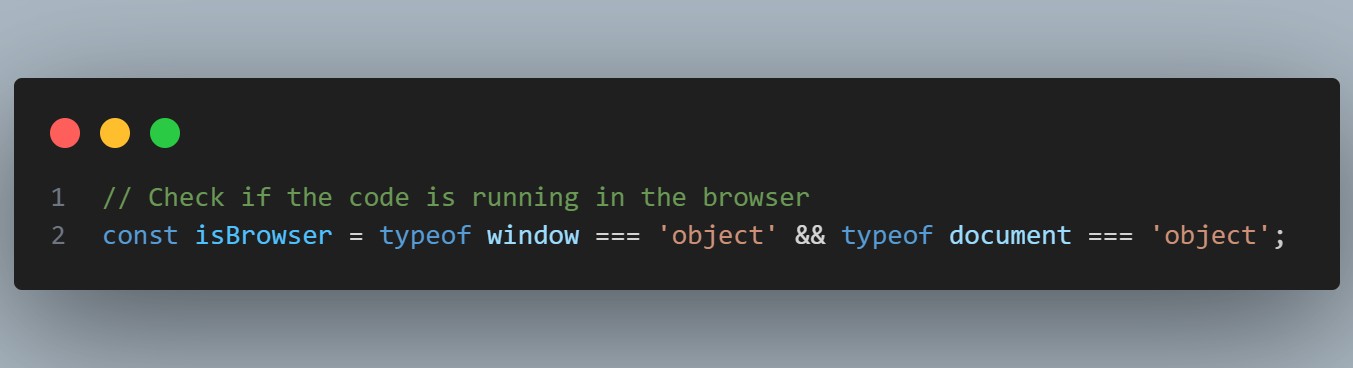 1 // Check if the code is running in the browser
2 const isBrowser = typeof window === 'object' && typeof document === 'object';